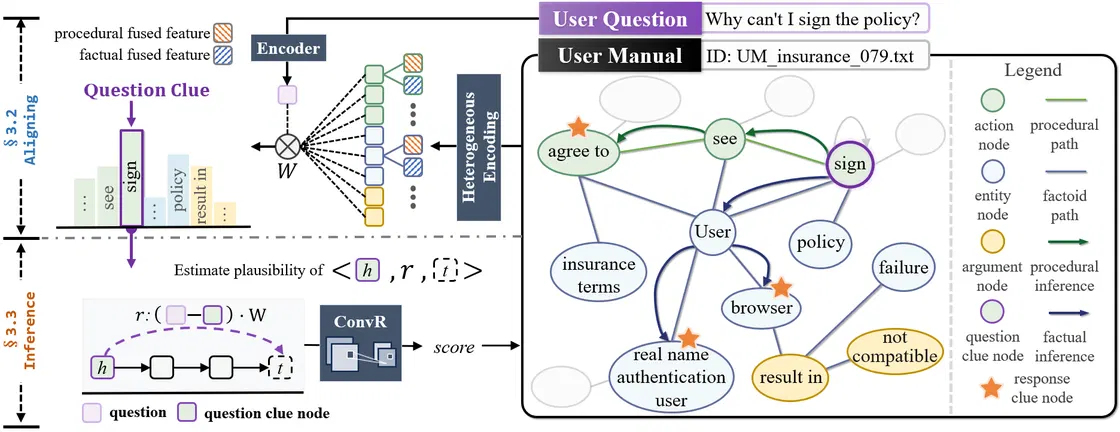 User Question
Why can't I sign the policy?
User Manual
ID: UM_insurance_079.txt
§3.2
Aligning
procedural fused feature
factual fused feature
Encoder
Question Clue
W
Heterogeneous
Encoding
...
see
sign
...
policy
result in
...
§3.3
Inference
Estimate plausibility of < h , r , t >
r:( - ) · W
h
t
ConvR
score
question
question clue node
agree to
see
sign
User
policy
insurance
terms
browser
failure
real name
authentication
user
result in
not
compatible
Legend
action
node
procedural
path
entity
node
factoid
path
argument
node
procedural
inference
question
clue node
factual
inference
response
clue node